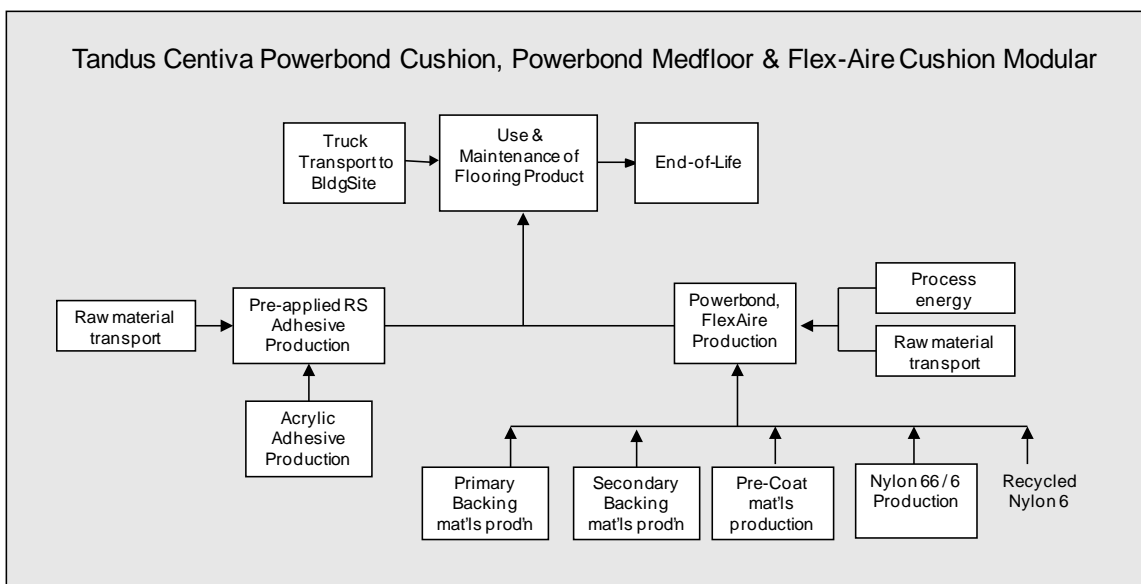 Tandus Centiva Powerbond Cushion, Powerbond Medfloor & Flex-Aire Cushion Modular
Truck
Transport to
BldgSite
Use &
Maintenance of
Flooring Product
End-of-Life
Raw material
transport
Pre-applied RS
Adhesive
Production
Powerbond,
FlexAire
Production
Process
energy
Raw material
transport
Acrylic
Adhesive
Production
Primary
Backing
mat'ls prod'n
Secondary
Backing
mat'ls prod'n
Pre-Coat
mat'ls
production
Nylon 66 / 6
Production
Recycled
Nylon 6